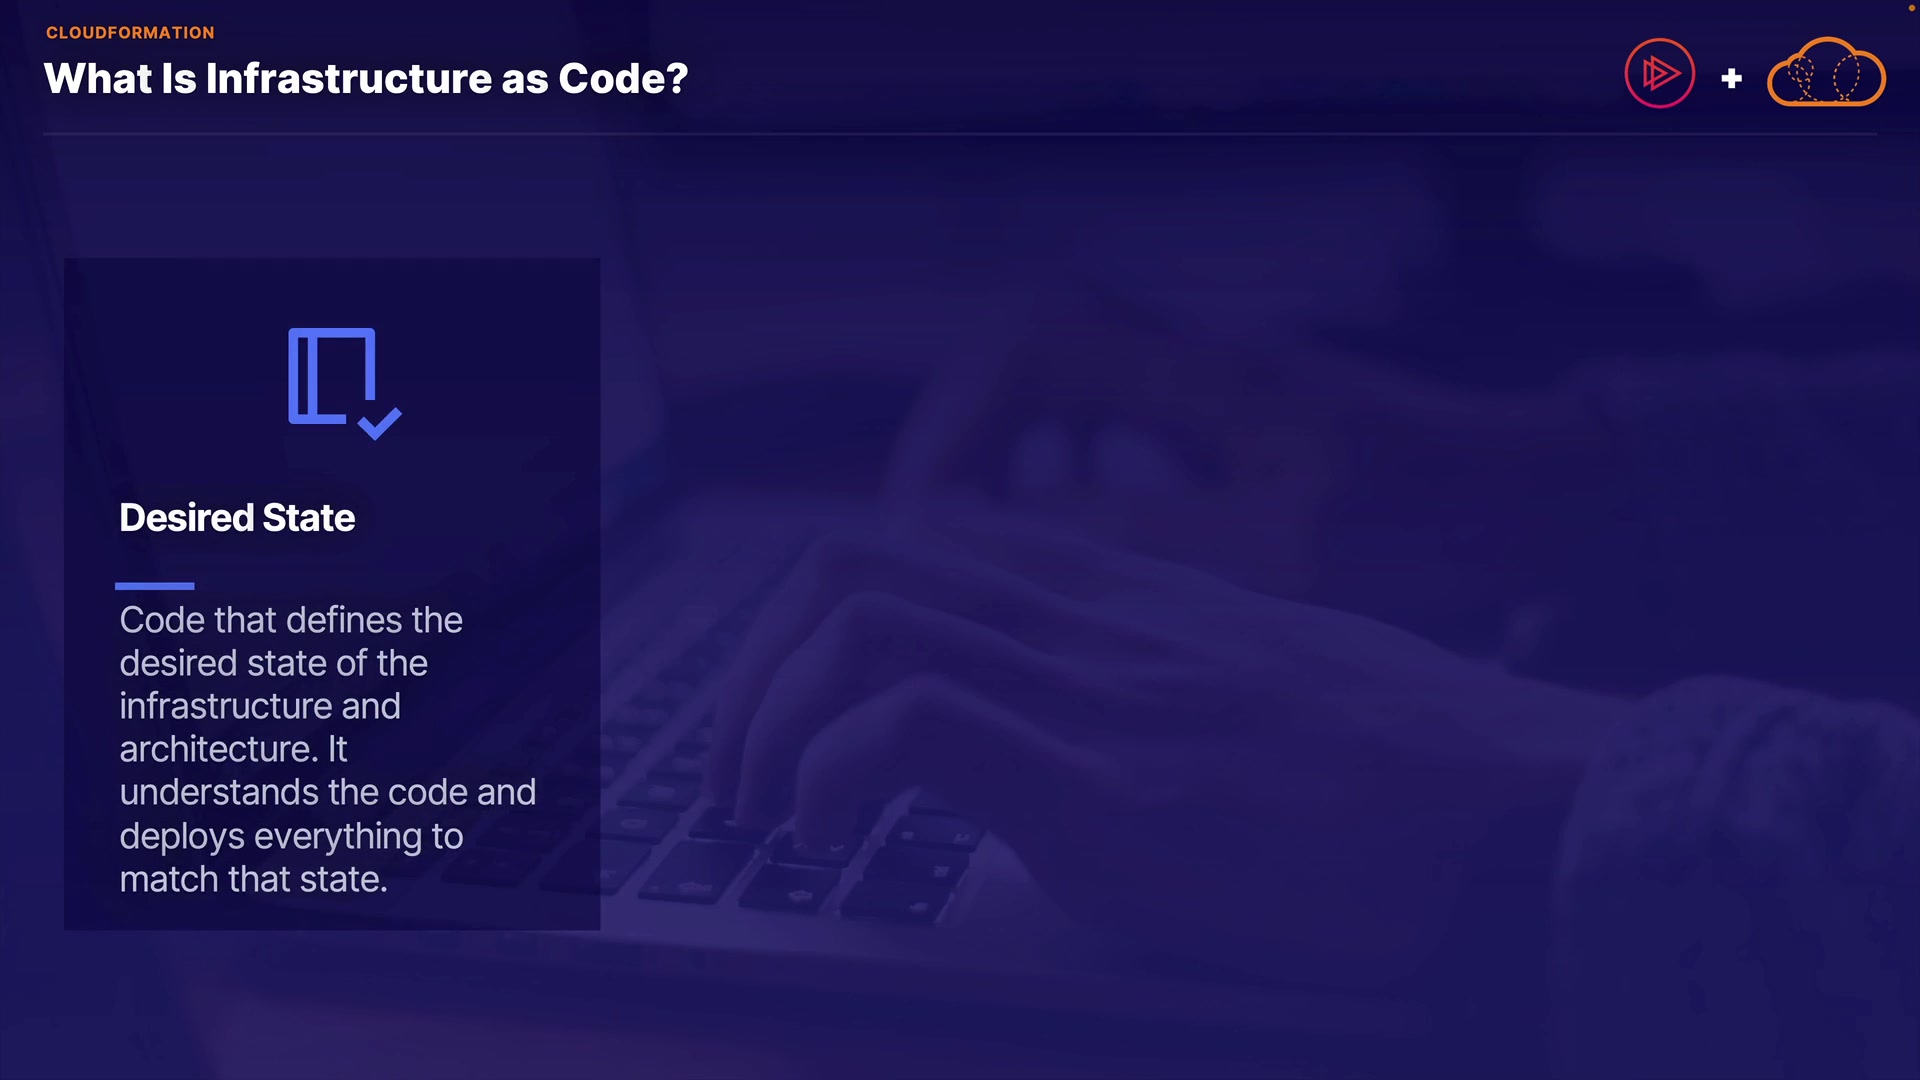 CLOUDFORMATION
What Is Infrastructure as Code?
+
Desired State
Code that defines the
desired state of the
infrastructure and
architecture. It
understands the code and
deploys everything to
match that state.